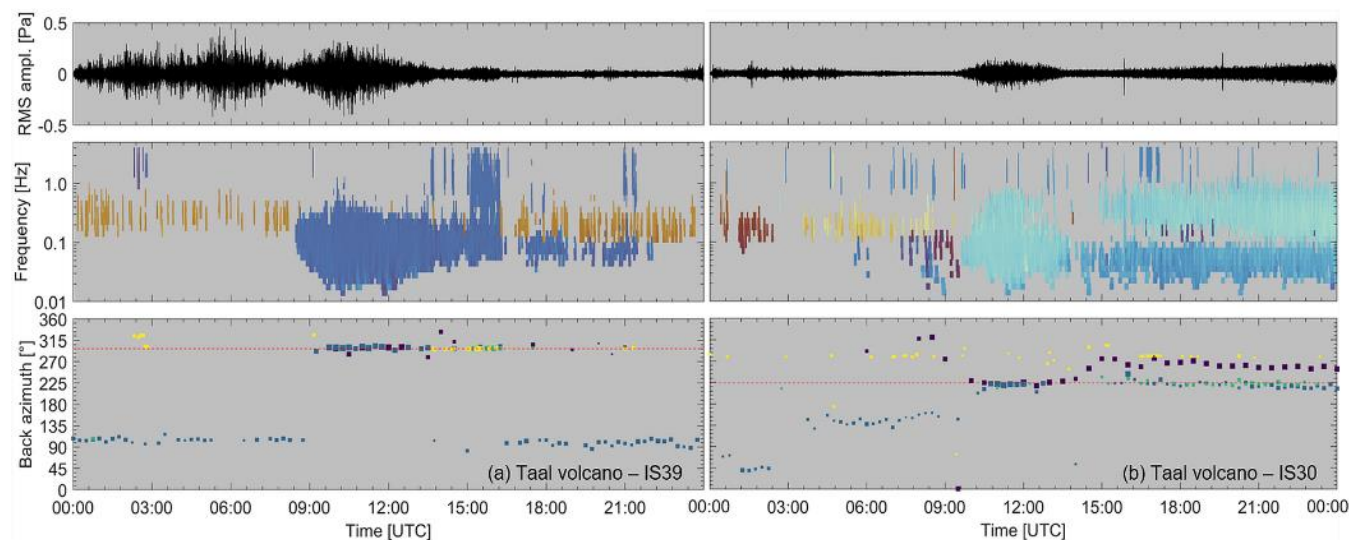 RMS ampl. [Pa]
0.5
0
-0.5
Frequency [Hz]
1.0
0.1
0.01
Back azimuth [°]
360
315
270
225
180
135
90
45
0
(a) Taal volcano – IS39
(b) Taal volcano – IS30
00:00 03:00 06:00 09:00 12:00 15:00 18:00 21:00 00:00 03:00 06:00 09:00 12:00 15:00 18:00 21:00 00:00
Time [UTC] Time [UTC]